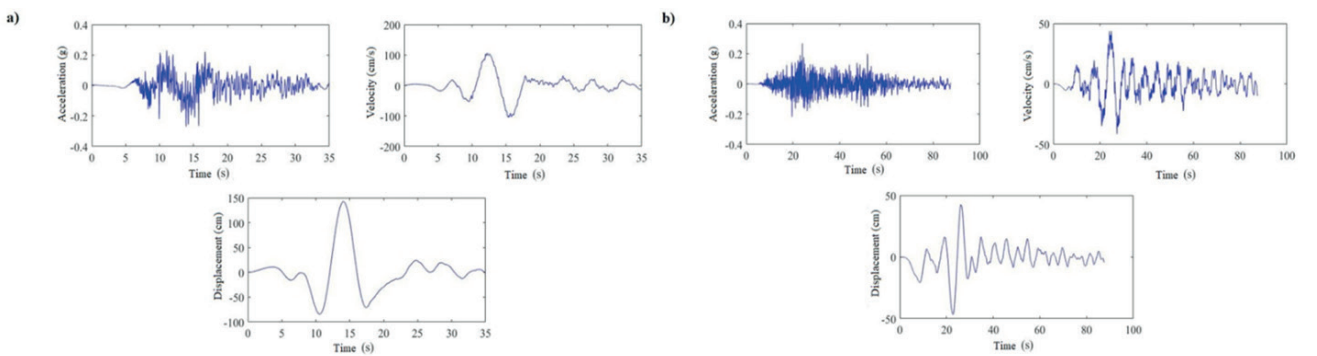 a)
Acceleration (g)
0.4
0.2
0
-0.2
-0.4
0 5 10 15 20 25 30 35
Time (s)
Velocity (cm/s)
200
100
0
-100
-200
0 5 10 15 20 25 30 35
Time (s)
Displacement (cm)
150
100
50
0
-50
-100
0 5 10 15 20 25 30 35
Time (s)
b)
Acceleration (g)
0.4
0.2
0
-0.2
-0.4
0 20 40 60 80 100
Time (s)
Velocity (cm/s)
50
0
-50
0 20 40 60 80 100
Time (s)
Displacement (cm)
50
0
-50
0 20 40 60 80 100
Time (s)